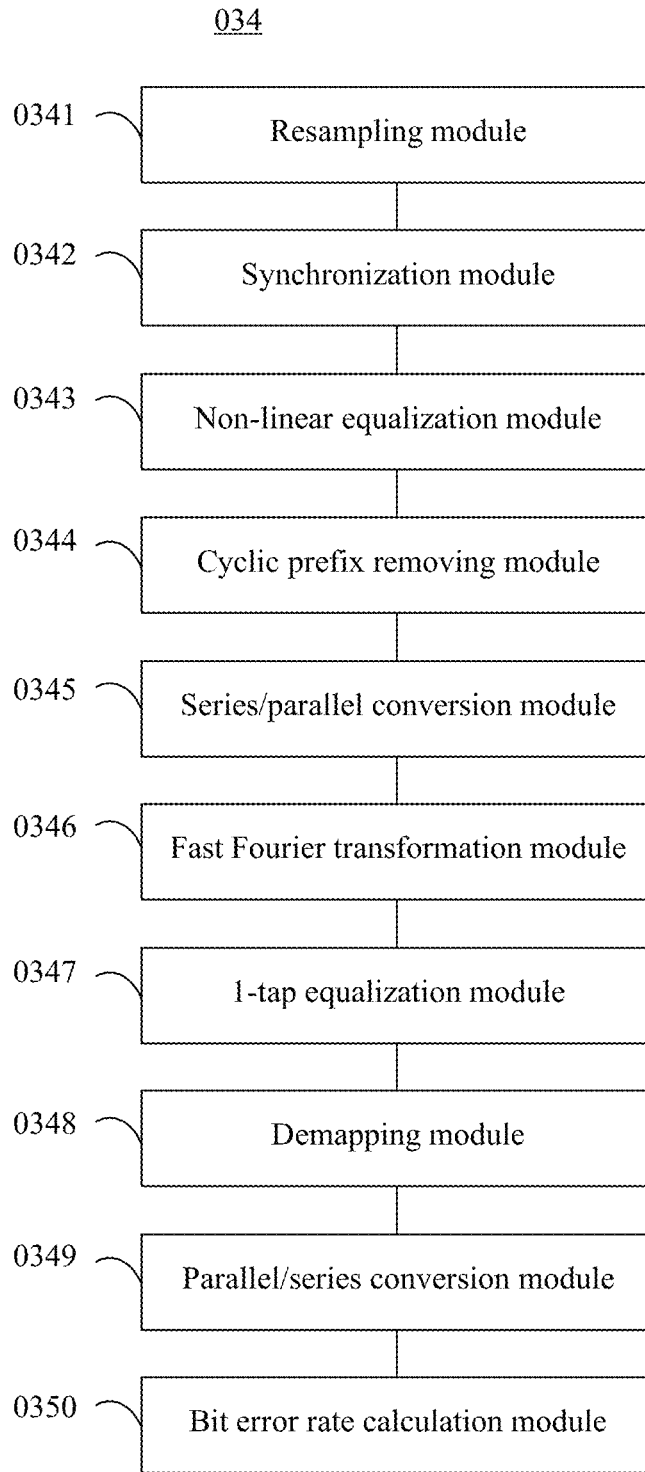 034
0341
Resampling module
0342
Synchronization module
0343
Non-linear equalization module
0344
Cyclic prefix removing module
0345
Series/parallel conversion module
0346
Fast Fourier transformation module
0347
1-tap equalization module
0348
Demapping module
0349
Parallel/series conversion module
0350
Bit error rate calculation module